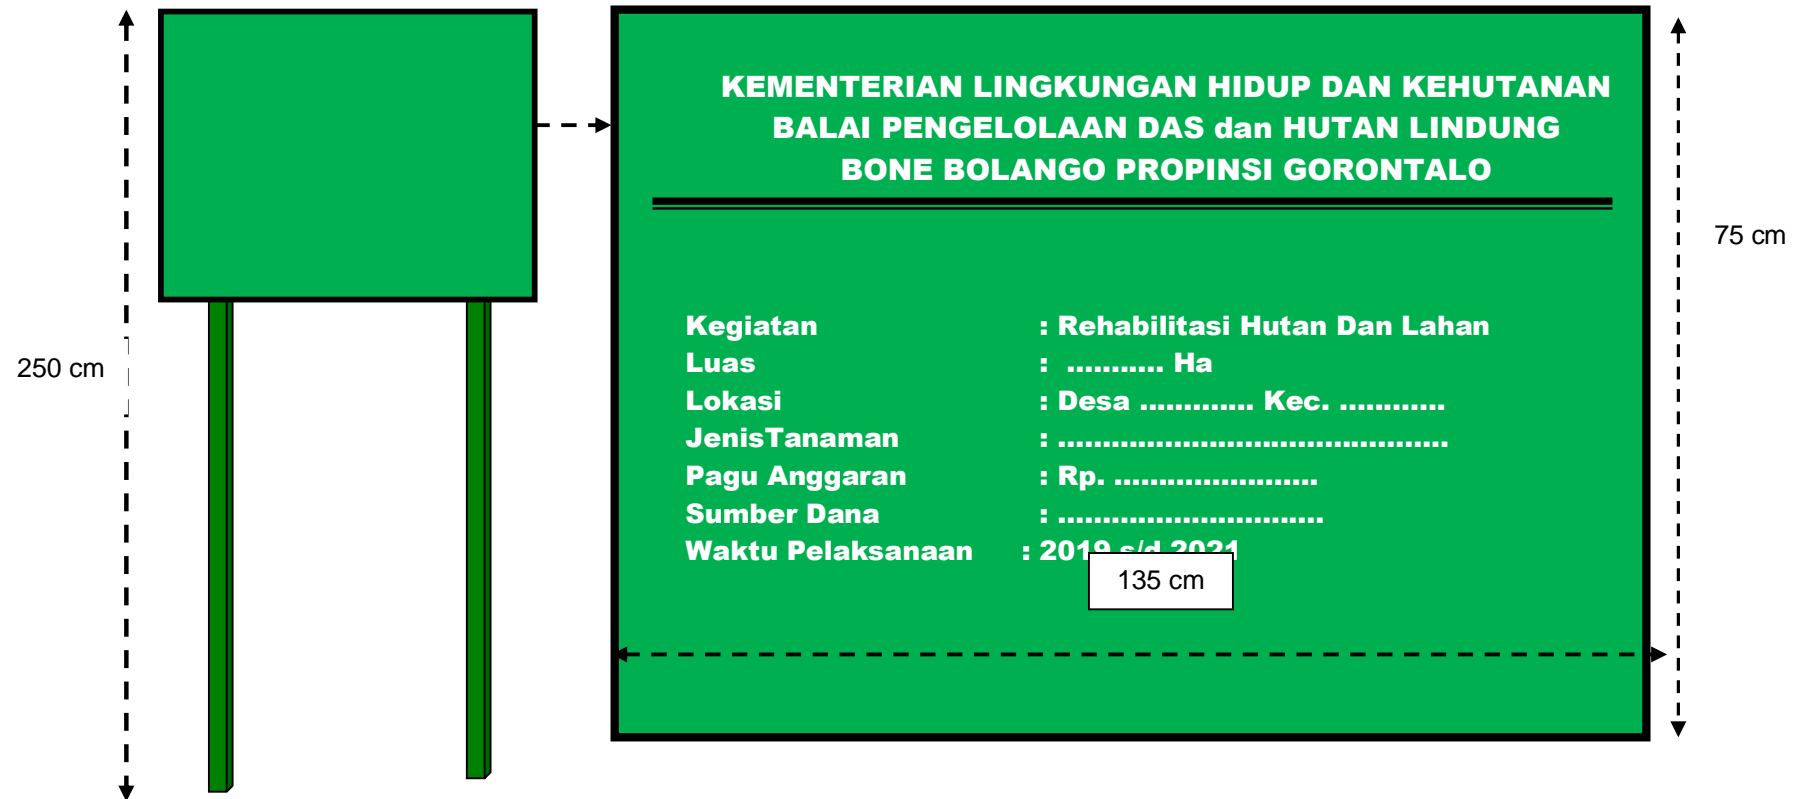 KEMENTERIAN LINGKUNGAN HIDUP DAN KEHUTANAN
BALAI PENGELOLAAN DAS dan HUTAN LINDUNG
BONE BOLANGO PROPINSI GORONTALO
75 cm
250 cm
Kegiatan : Rehabilitasi Hutan Dan Lahan
Luas : ........... Ha
Lokasi : Desa ............. Kec. ............
JenisTanaman : ............................................
Pagu Anggaran : Rp. .......................
Sumber Dana : ..............................
Waktu Pelaksanaan : 2019 s/d 2021
135 cm